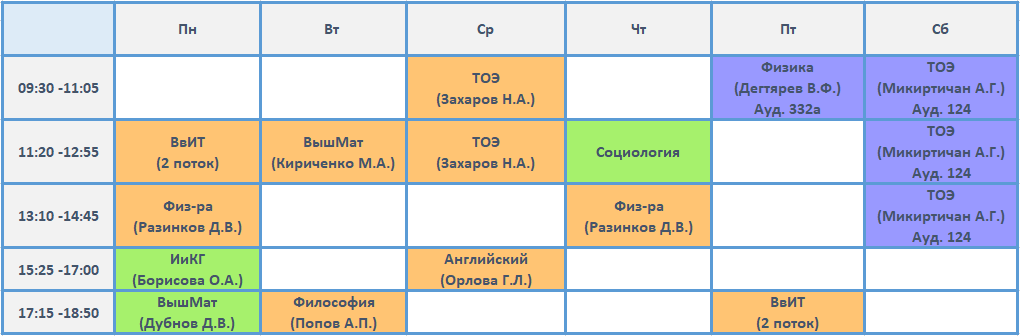 Пн Вт Ср Чт Пт Сб
09:30 -11:05
ТОЭ
(Захаров Н.А.)
Физика
(Дегтярев В.Ф.)
Ауд. 332а
ТОЭ
(Микиртичан А.Г.)
Ауд. 124
11:20 -12:55
ВвИТ
(2 поток)
ВышМат
(Кириченко М.А.)
ТОЭ
(Захаров Н.А.)
Социология
ТОЭ
(Микиртичан А.Г.)
Ауд. 124
13:10 -14:45
Физ-ра
(Разинков Д.В.)
Физ-ра
(Разинков Д.В.)
ТОЭ
(Микиртичан А.Г.)
Ауд. 124
15:25 -17:00
ИиКГ
(Борисова О.А.)
Английский
(Орлова Г.Л.)
17:15 -18:50
ВышМат
(Дубнов Д.В.)
Философия
(Попов А.П.)
ВвИТ
(2 поток)